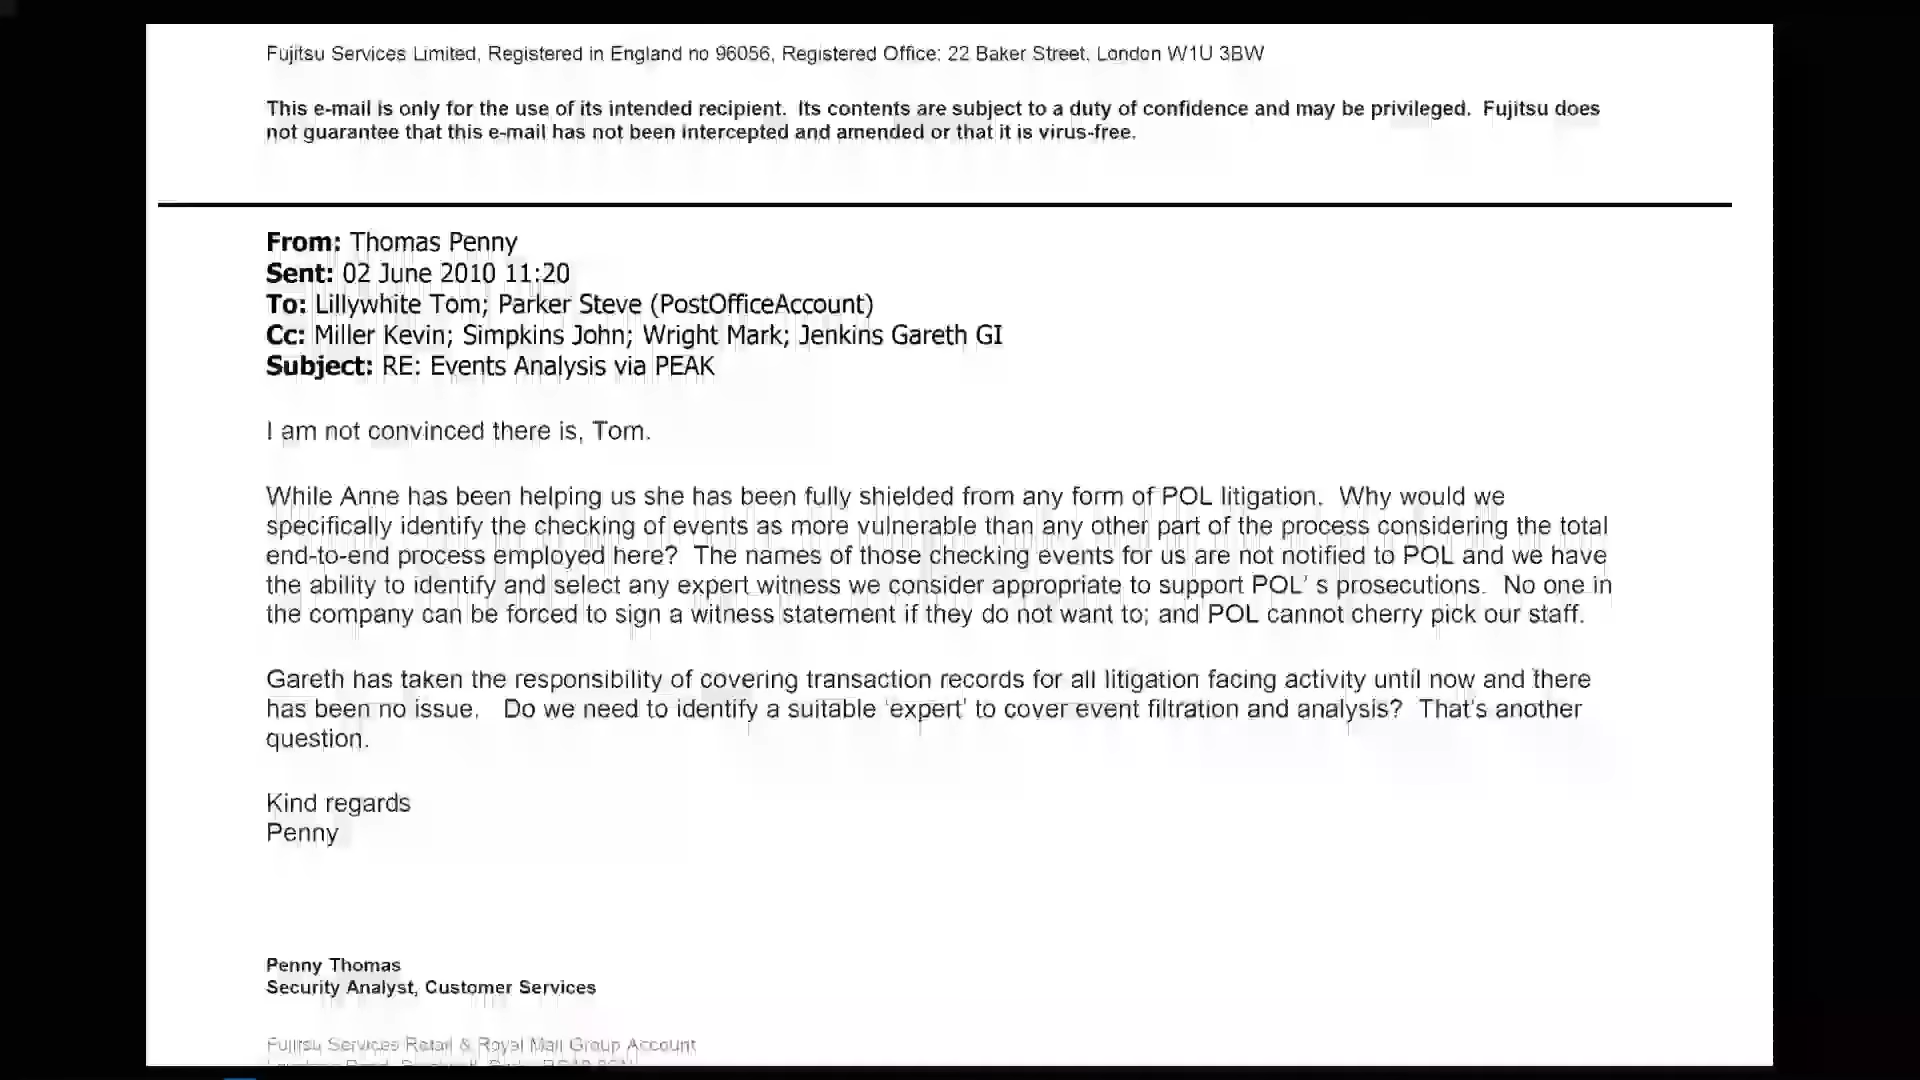 Fujitsu Services Limited, Registered in England no 96056, Registered Office: 22 Baker Street, London W1U 3BW
This e-mail is only for the use of its intended recipient.  Its contents are subject to a duty of confidence and may be privileged.  Fujitsu does
not guarantee that this e-mail has not been intercepted and amended or that it is virus-free.
From: Thomas Penny
Sent: 02 June 2010 11:20
To: Lillywhite Tom; Parker Steve (PostOfficeAccount)
Cc: Miller Kevin; Simpkins John; Wright Mark; Jenkins Gareth GI
Subject: RE: Events Analysis via PEAK
I am not convinced there is, Tom.
While Anne has been helping us she has been fully shielded from any form of POL litigation.  Why would we
specifically identify the checking of events as more vulnerable than any other part of the process considering the total
end-to-end process employed here?  The names of those checking events for us are not notified to POL and we have
the ability to identify and select any expert witness we consider appropriate to support POL' s prosecutions.  No one in
the company can be forced to sign a witness statement if they do not want to; and POL cannot cherry pick our staff.
Gareth has taken the responsibility of covering transaction records for all litigation facing activity until now and there
has been no issue.   Do we need to identify a suitable 'expert' to cover event filtration and analysis?  That's another
question.
Kind regards
Penny
Penny Thomas
Security Analyst, Customer Services
Fujitsu Services Retail & Royal Mail Group Account